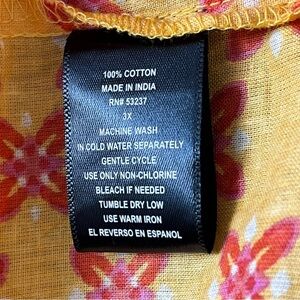 100% COTTON
MADE IN INDIA
RN# 53237
3X
MACHINE WASH
IN COLD WATER SEPARATELY
GENTLE CYCLE
USE ONLY NON-CHLORINE
BLEACH IF NEEDED
TUMBLE DRY LOW
USE WARM IRON
EL REVERSO EN ESPANOL